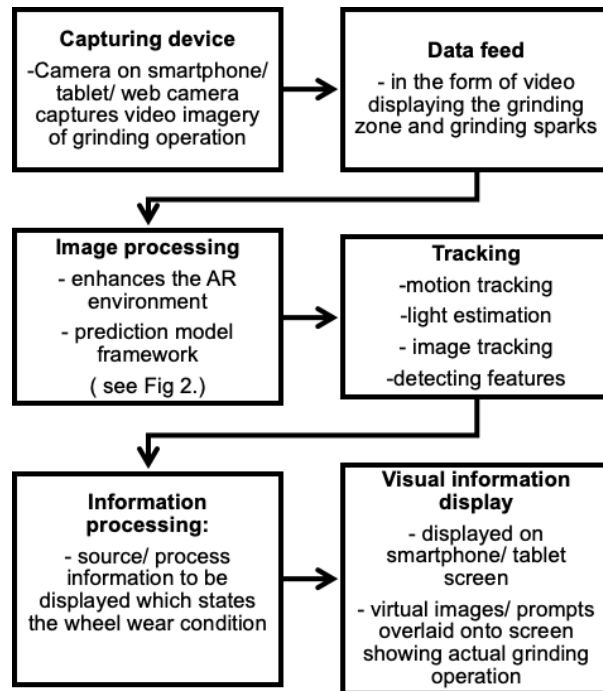 Capturing device
-Camera on smartphone/
tablet/ web camera
captures video imagery
of grinding operation
Data feed
- in the form of video
displaying the grinding
zone and grinding sparks
Image processing
- enhances the AR
environment
- prediction model
framework
( see Fig 2.)
Tracking
-motion tracking
-light estimation
- image tracking
-detecting features
Information
processing:
- source/ process
information to be
displayed which states
the wheel wear condition
Visual information
display
- displayed on
smartphone/ tablet
screen
- virtual images/ prompts
overlaid onto screen
showing actual grinding
operation